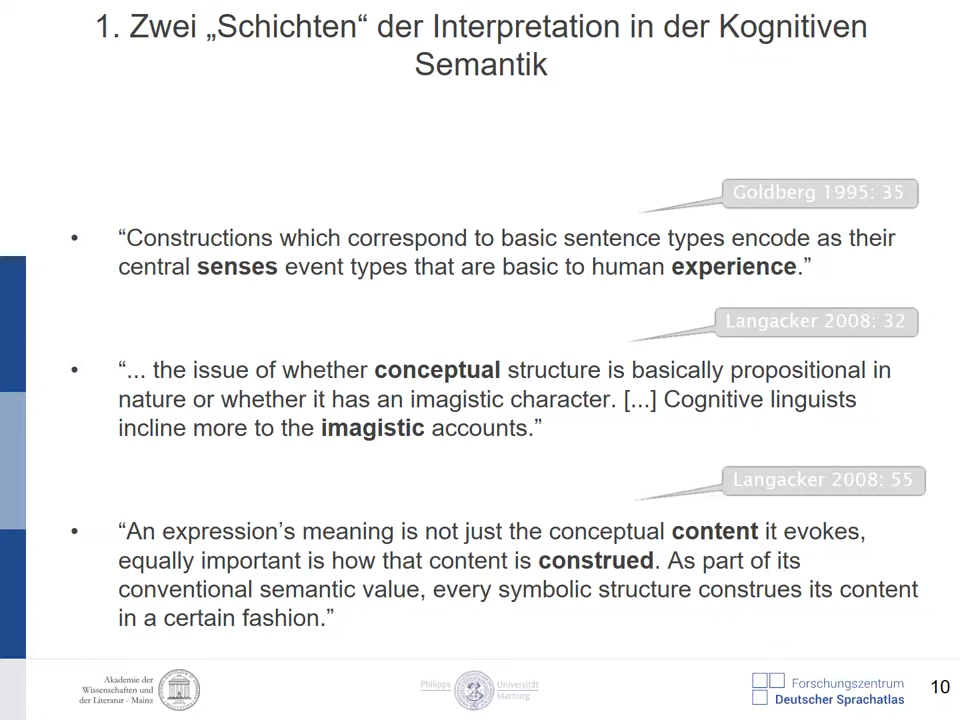 1. Zwei „Schichten“ der Interpretation in der Kognitiven
Semantik
Goldberg 1995: 35
• “Constructions which correspond to basic sentence types encode as their
central senses event types that are basic to human experience.”
Langacker 2008: 32
• “... the issue of whether conceptual structure is basically propositional in
nature or whether it has an imagistic character. [...] Cognitive linguists
incline more to the imagistic accounts.”
Langacker 2008: 55
• “An expression’s meaning is not just the conceptual content it evokes,
equally important is how that content is construed. As part of its
conventional semantic value, every symbolic structure construes its content
in a certain fashion.”
Akademie der
Wissenschaften und
der Literatur - Mainz
Philipps Universität
Marburg
Forschungszentrum
Deutscher Sprachatlas
10